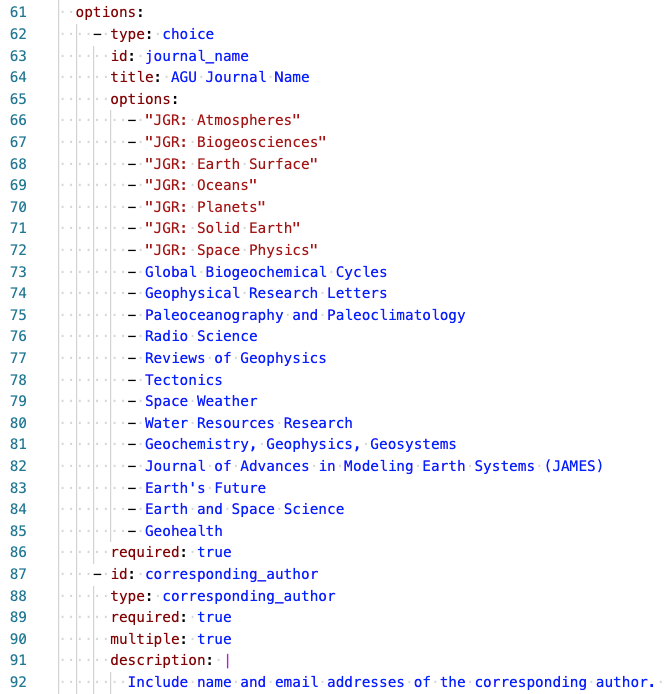 61 options:
62 - type: choice
63 id: journal_name
64 title: AGU Journal Name
65 options:
66 - "JGR: Atmospheres"
67 - "JGR: Biogeosciences"
68 - "JGR: Earth Surface"
69 - "JGR: Oceans"
70 - "JGR: Planets"
71 - "JGR: Solid Earth"
72 - "JGR: Space Physics"
73 - Global Biogeochemical Cycles
74 - Geophysical Research Letters
75 - Paleoceanography and Paleoclimatology
76 - Radio Science
77 - Reviews of Geophysics
78 - Tectonics
79 - Space Weather
80 - Water Resources Research
81 - Geochemistry, Geophysics, Geosystems
82 - Journal of Advances in Modeling Earth Systems (JAMES)
83 - Earth's Future
84 - Earth and Space Science
85 - Geohealth
86 required: true
87 - id: corresponding_author
88 type: corresponding_author
89 required: true
90 multiple: true
91 description: |
92 Include name and email addresses of the corresponding author.